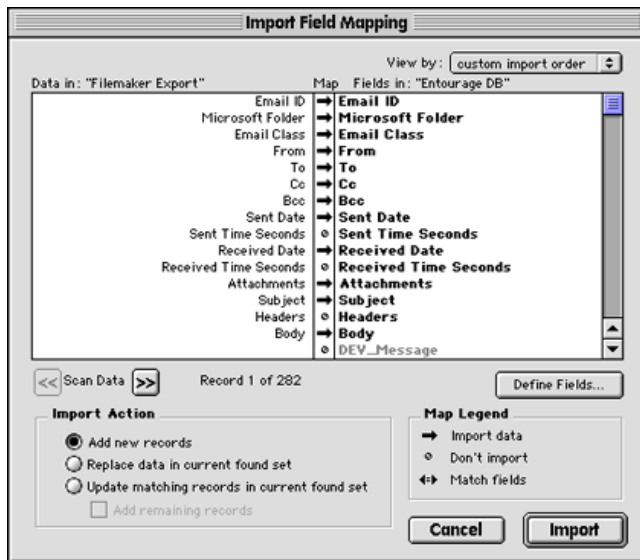 Import Field Mapping
View by: custom import order
Data in: "Filemaker Export" Map Fields in: "Entourage DB"
Email ID Email ID
Microsoft Folder Microsoft Folder
Email Class Email Class
From From
To To
Cc Cc
Bcc Bcc
Sent Date Sent Date
Sent Time Seconds Sent Time Seconds
Received Date Received Date
Received Time Seconds Received Time Seconds
Attachments Attachments
Subject Subject
Headers Headers
Body Body
DEV_Message
<< Scan Data >> Record 1 of 282 Define Fields...
Import Action Map Legend
Add new records Import data
Replace data in current found set Don't import
Update matching records in current found set Match fields
Add remaining records
Cancel Import